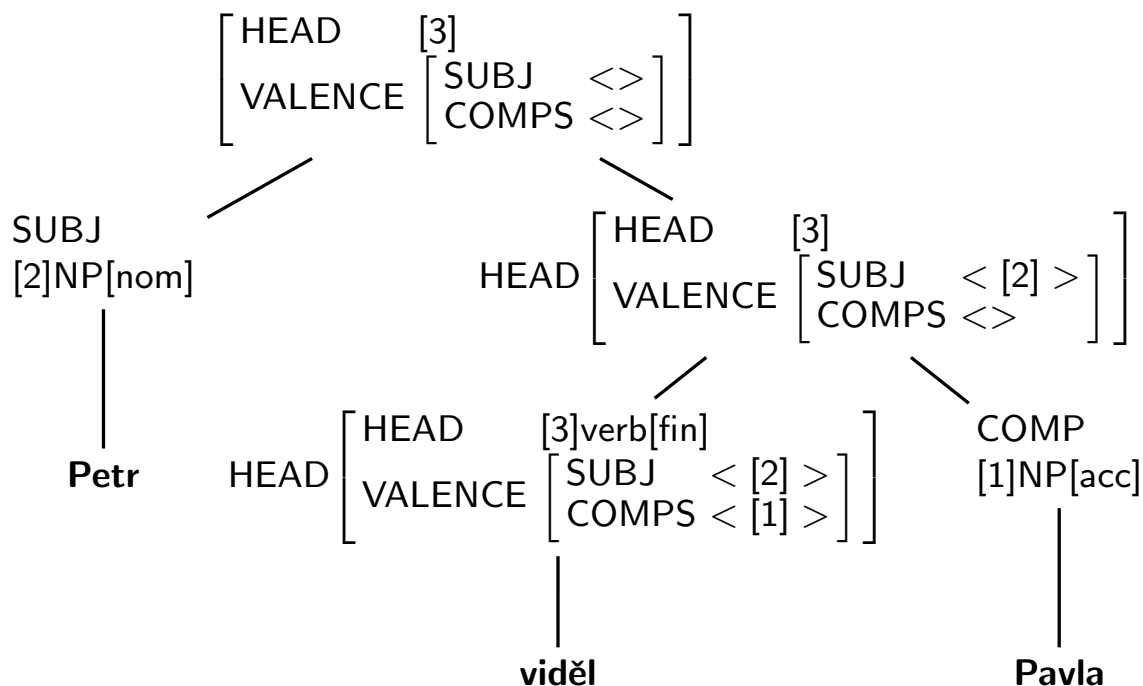 HEAD [3]
VALENCE SUBJ <>
COMPS <>
SUBJ
[2]NP[nom]
HEAD HEAD [3]
VALENCE SUBJ < [2] >
COMPS <>
HEAD HEAD [3]verb[fin]
VALENCE SUBJ < [2] >
COMPS < [1] >
COMP
[1]NP[acc]
Petr
viděl
Pavla